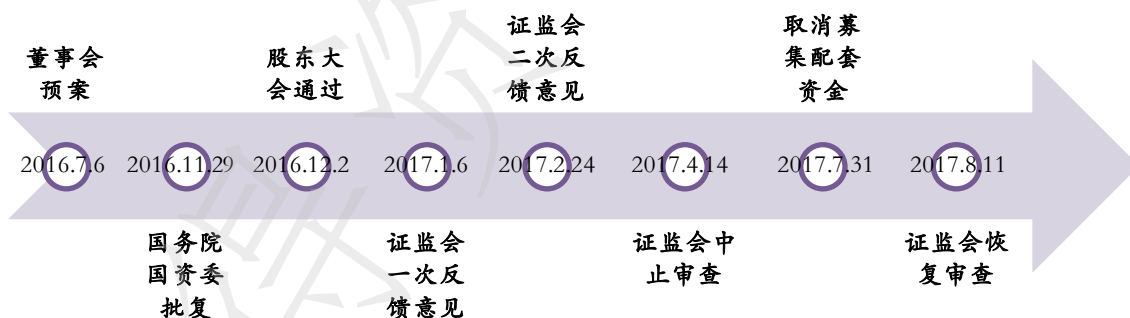 董事会
预案
股东大
会通过
证监会
二次反
馈意见
取消募
集配套
资金
2016.7.6
2016.11.29
2016.12.2
2017.1.6
2017.2.24
2017.4.14
2017.7.31
2017.8.11
国务院
国资委
批复
证监会
一次反
馈意见
证监会中
止审查
证监会恢
复审查